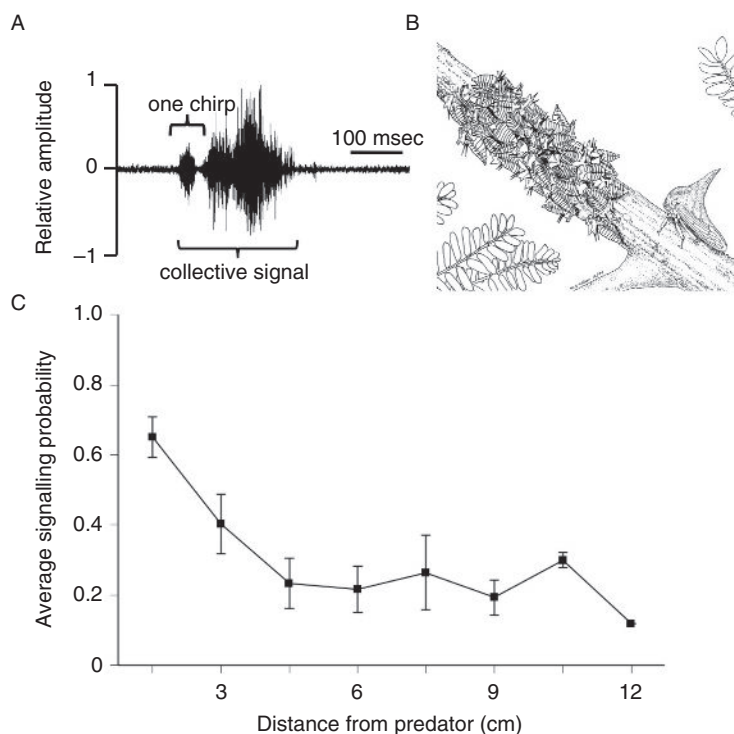 A
Relative amplitude
1
0
−1
one chirp
100 msec
collective signal
B
C
Average signalling probability
1.0
0.8
0.6
0.4
0.2
0
3
6
9
12
Distance from predator (cm)